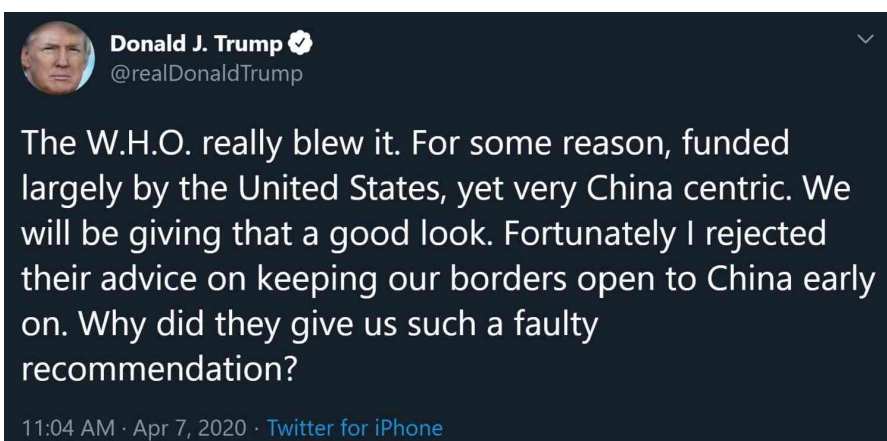 Donald J. Trump
@realDonaldTrump
The W.H.O. really blew it. For some reason, funded
largely by the United States, yet very China centric. We
will be giving that a good look. Fortunately I rejected
their advice on keeping our borders open to China early
on. Why did they give us such a faulty
recommendation?
11:04 AM · Apr 7, 2020 · Twitter for iPhone